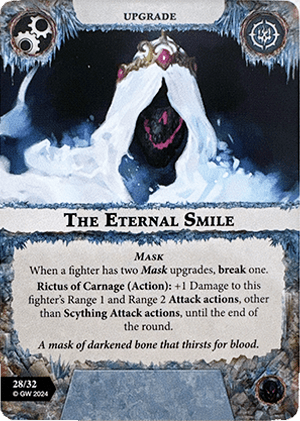 UPGRADE
THE ETERNAL SMILE
MASK
When a fighter has two Mask upgrades, break one.
Rictus of Carnage (Action): +1 Damage to this
fighter's Range 1 and Range 2 Attack actions, other
than Scything Attack actions, until the end of
the round.
A mask of darkened bone that thirsts for blood.
28/32
© GW 2024